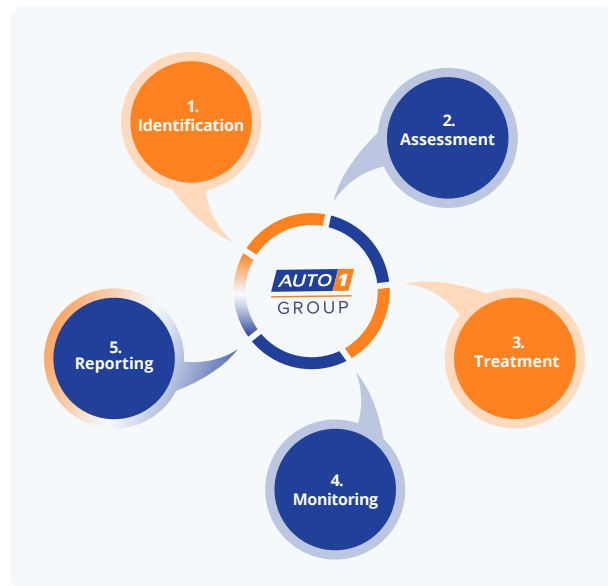 1.
Identification
2.
Assessment
AUTO1
GROUP
3.
Treatment
5.
Reporting
4.
Monitoring